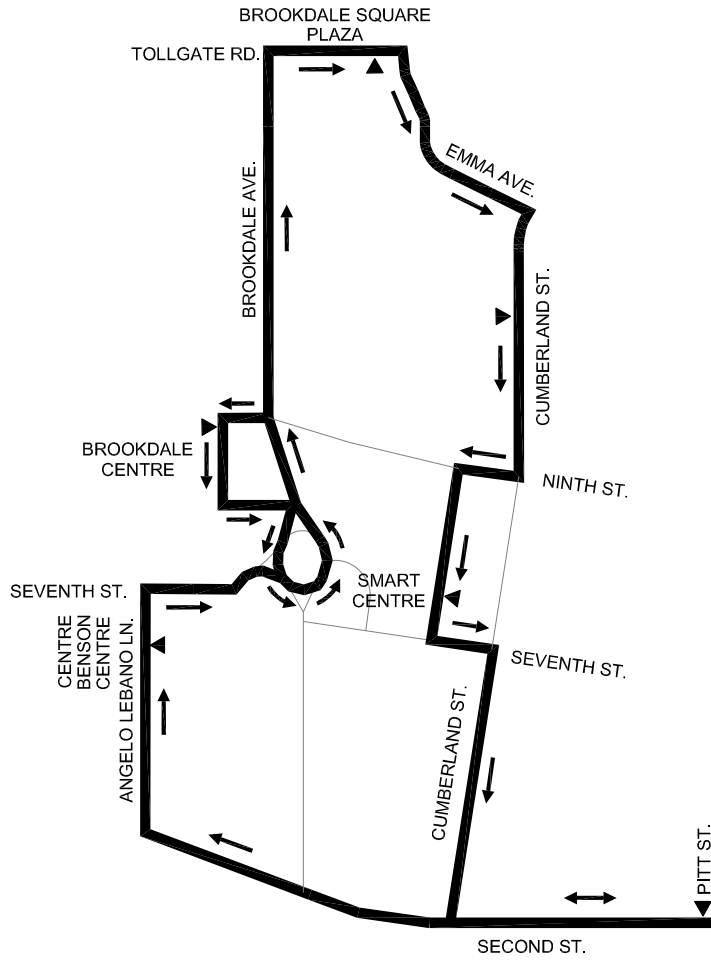 BROOKDALE SQUARE
PLAZA
TOLLGATE RD.
EMMA AVE.
BROOKDALE AVE.
CUMBERLAND ST.
BROOKDALE
CENTRE
NINTH ST.
SMART
CENTRE
SEVENTH ST.
CENTRE
BENSON
CENTRE
ANGELO LEBANO LN.
SEVENTH ST.
CUMBERLAND ST.
PITT ST.
SECOND ST.